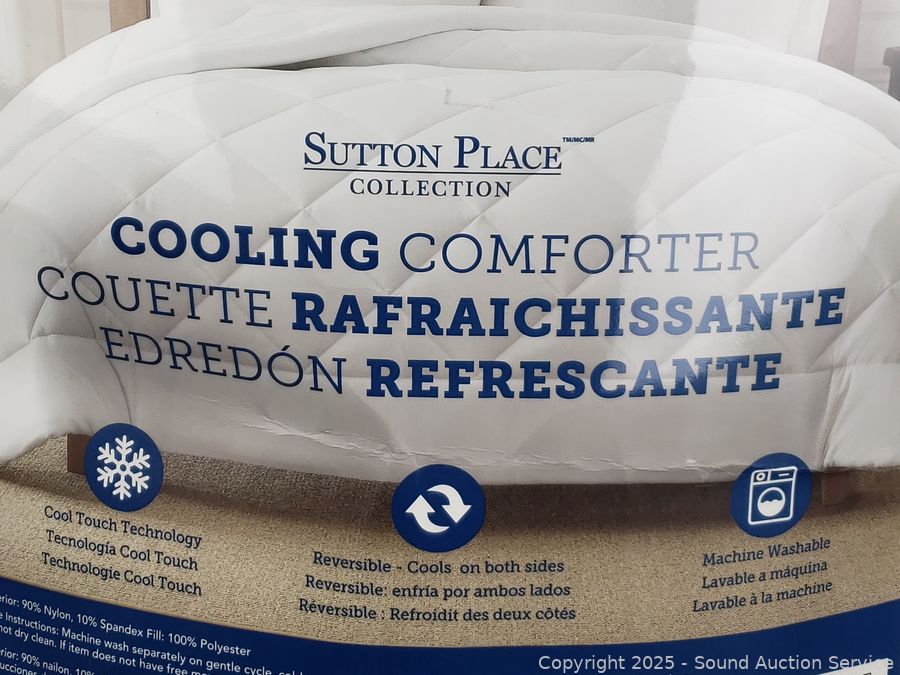 SUTTON PLACE TM/MC/MR
COLLECTION
COOLING COMFORTER
COUETTE RAFRAICHISSANTE
EDREDÓN REFRESCANTE
Cool Touch Technology
Tecnología Cool Touch
Technologie Cool Touch
Reversible - Cools on both sides
Reversible: enfría por ambos lados
Réversible : Refroidit des deux côtés
Machine Washable
Lavable a máquina
Lavable à la machine
90% Nylon, 10% Spandex Fill: 100% Polyester
Instructions: Machine wash separately on gentle cycle,
not dry clean. If item does not have free
90% nailon, 10%
Copyright 2025 - Sound Auction Service